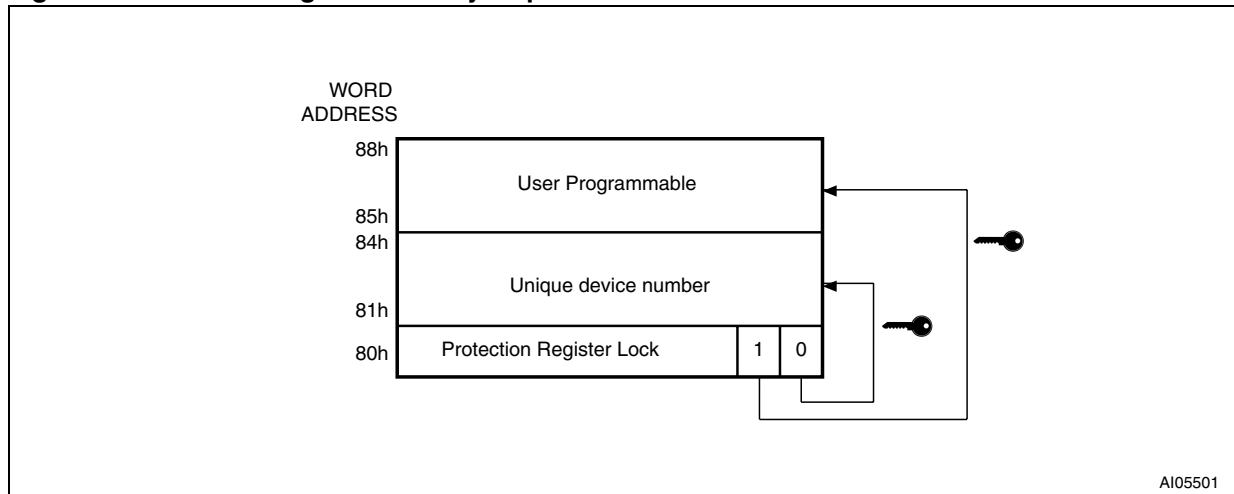 WORD
ADDRESS
88h
User Programmable
85h
84h
Unique device number
81h
80h
Protection Register Lock
1
0
AI05501